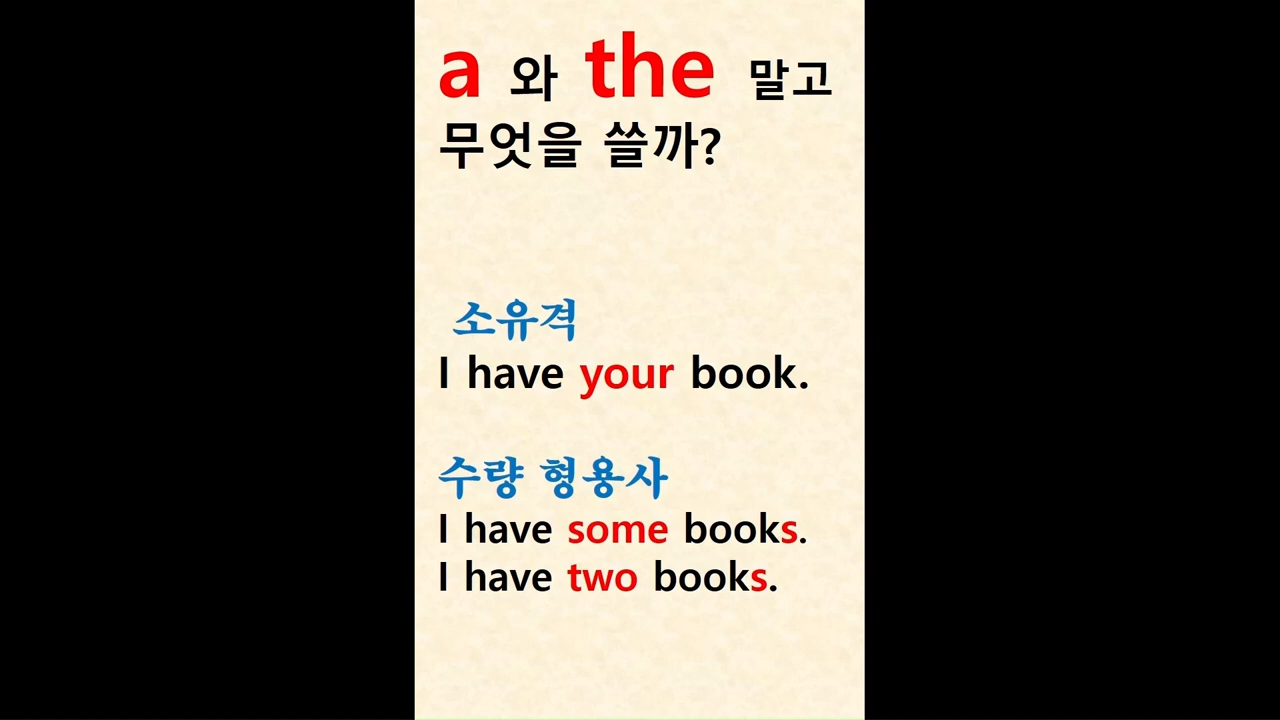 a 와 the 말고
무엇을 쓸까?
소유격
I have your book.
수량 형용사
I have some books.
I have two books.